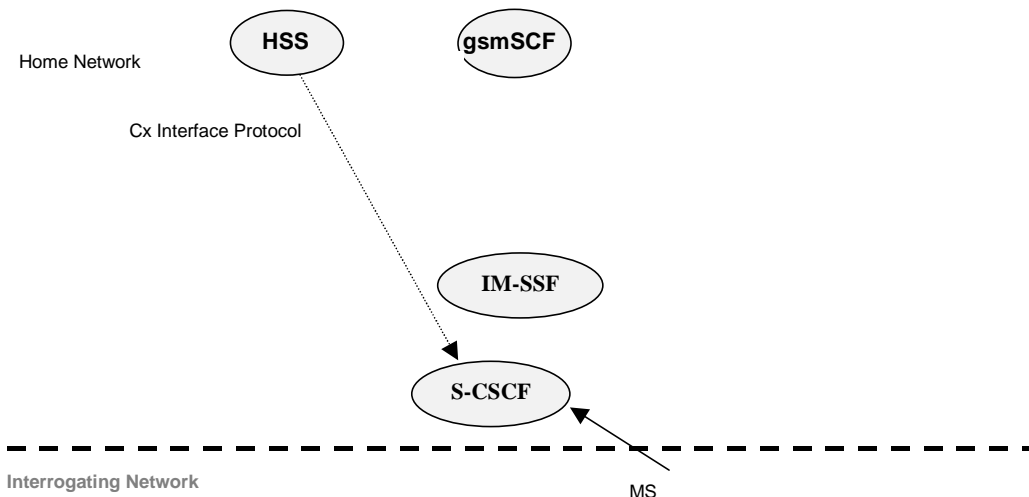 HSS
gsmSCF
Home Network
Cx Interface Protocol
IM-SSF
S-CSCF
Interrogating Network
MS